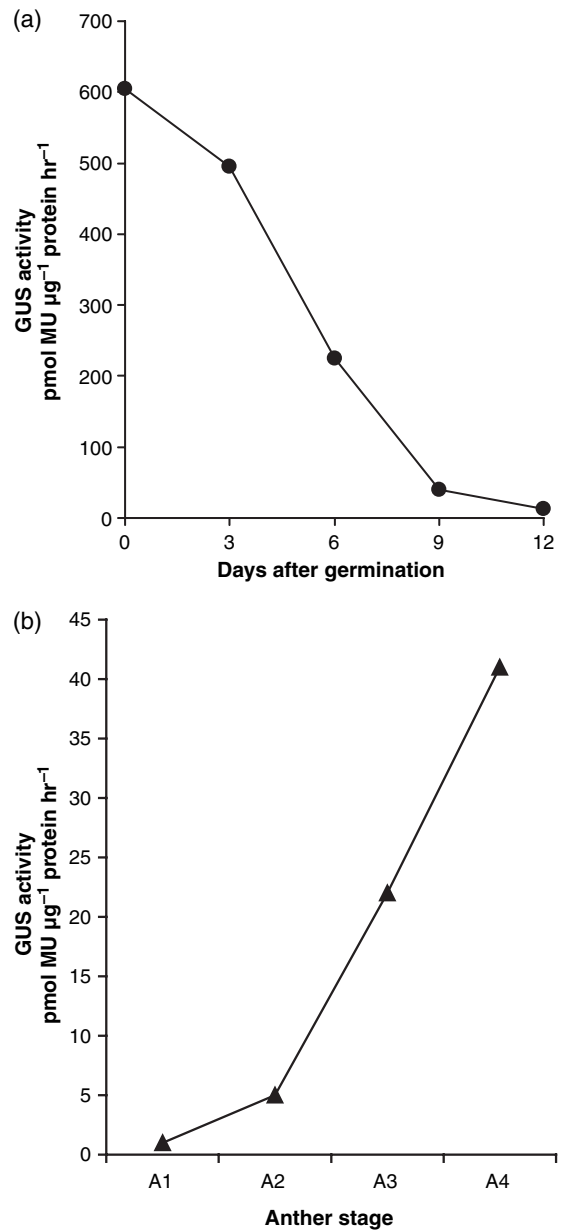 (a)
GUS activity
pmol MU µg⁻¹ protein hr⁻¹
700
600
500
400
300
200
100
0
0 3 6 9 12
Days after germination
(b)
GUS activity
pmol MU µg⁻¹ protein hr⁻¹
45
40
35
30
25
20
15
10
5
0
A1 A2 A3 A4
Anther stage